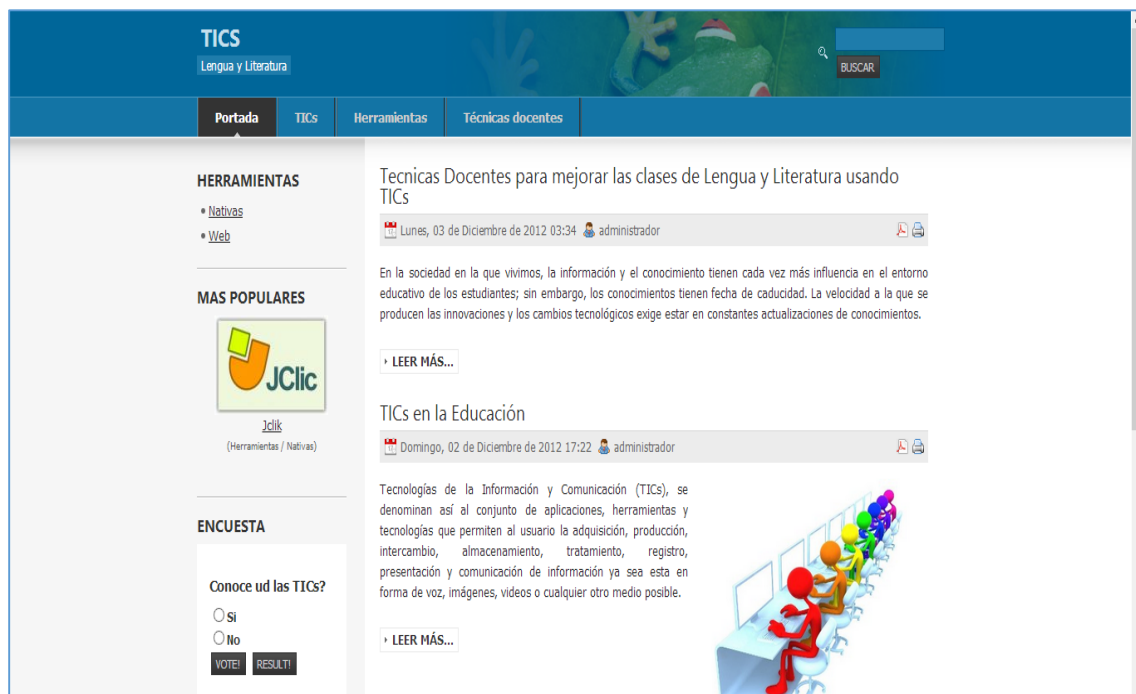 TICS
Lengua y Literatura
BUSCAR
Portada
TICs
Herramientas
Técnicas docentes
HERRAMIENTAS
• Nativas
• Web
MAS POPULARES
JClic
Jclik
(Herramientas / Nativas)
ENCUESTA
Conoce ud las TICs?
Si
No
VOTE! RESULT!
Tecnicas Docentes para mejorar las clases de Lengua y Literatura usando
TICs
Lunes, 03 de Diciembre de 2012 03:34 administrador
En la sociedad en la que vivimos, la información y el conocimiento tienen cada vez más influencia en el entorno
educativo de los estudiantes; sin embargo, los conocimientos tienen fecha de caducidad. La velocidad a la que se
producen las innovaciones y los cambios tecnológicos exige estar en constantes actualizaciones de conocimientos.
LEER MÁS...
TICs en la Educación
Domingo, 02 de Diciembre de 2012 17:22 administrador
Tecnologías de la Información y Comunicación (TICs), se
denominan así al conjunto de aplicaciones, herramientas y
tecnologías que permiten al usuario la adquisición, producción,
intercambio, almacenamiento, tratamiento, registro,
presentación y comunicación de información ya sea esta en
forma de voz, imágenes, videos o cualquier otro medio posible.
LEER MÁS...